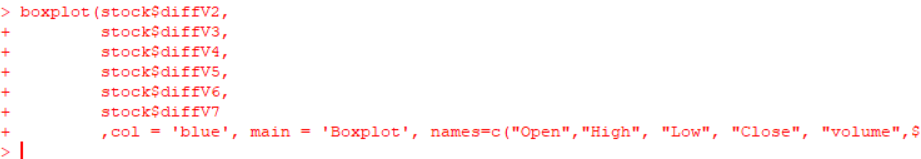 > boxplot(stock$diffV2,
+ stock$diffV3,
+ stock$diffV4,
+ stock$diffV5,
+ stock$diffV6,
+ stock$diffV7
+ ,col = 'blue', main = 'Boxplot', names=c("Open","High", "Low", "Close", "volume",$
>